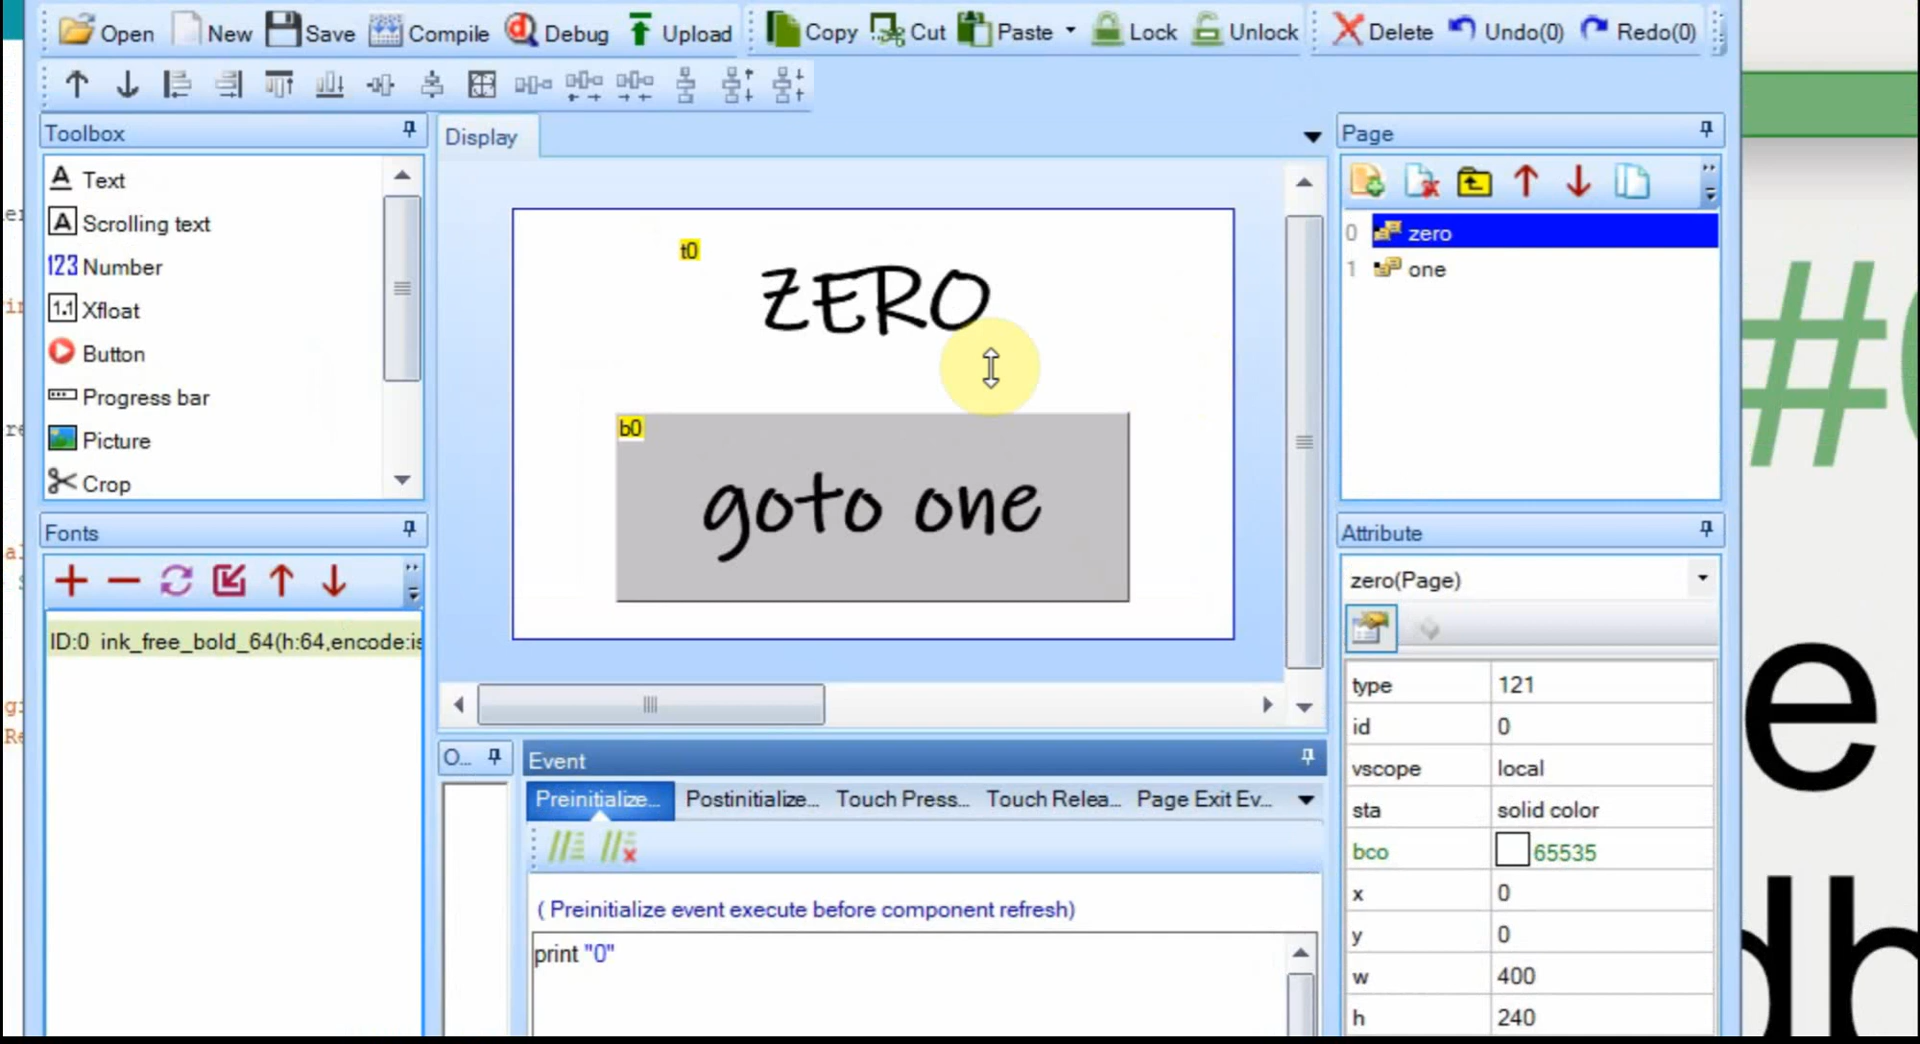 Open New Save Compile Debug Upload Copy Cut Paste Lock Unlock Delete Undo(0) Redo(0)
Toolbox
Text
Scrolling text
123 Number
1.1 Xfloat
Button
Progress bar
Picture
Crop
Fonts
ID:0 ink_free_bold_64(h:64,encode:is
Display
t0
ZERO
b0
goto one
O...
Event
Preinitialize... Postinitialize... Touch Press... Touch Relea... Page Exit Ev...
( Preinitialize event execute before component refresh)
print "0"
Page
0 zero
1 one
Attribute
zero(Page)
type 121
id 0
vscope local
sta solid color
bco 65535
x 0
y 0
w 400
h 240